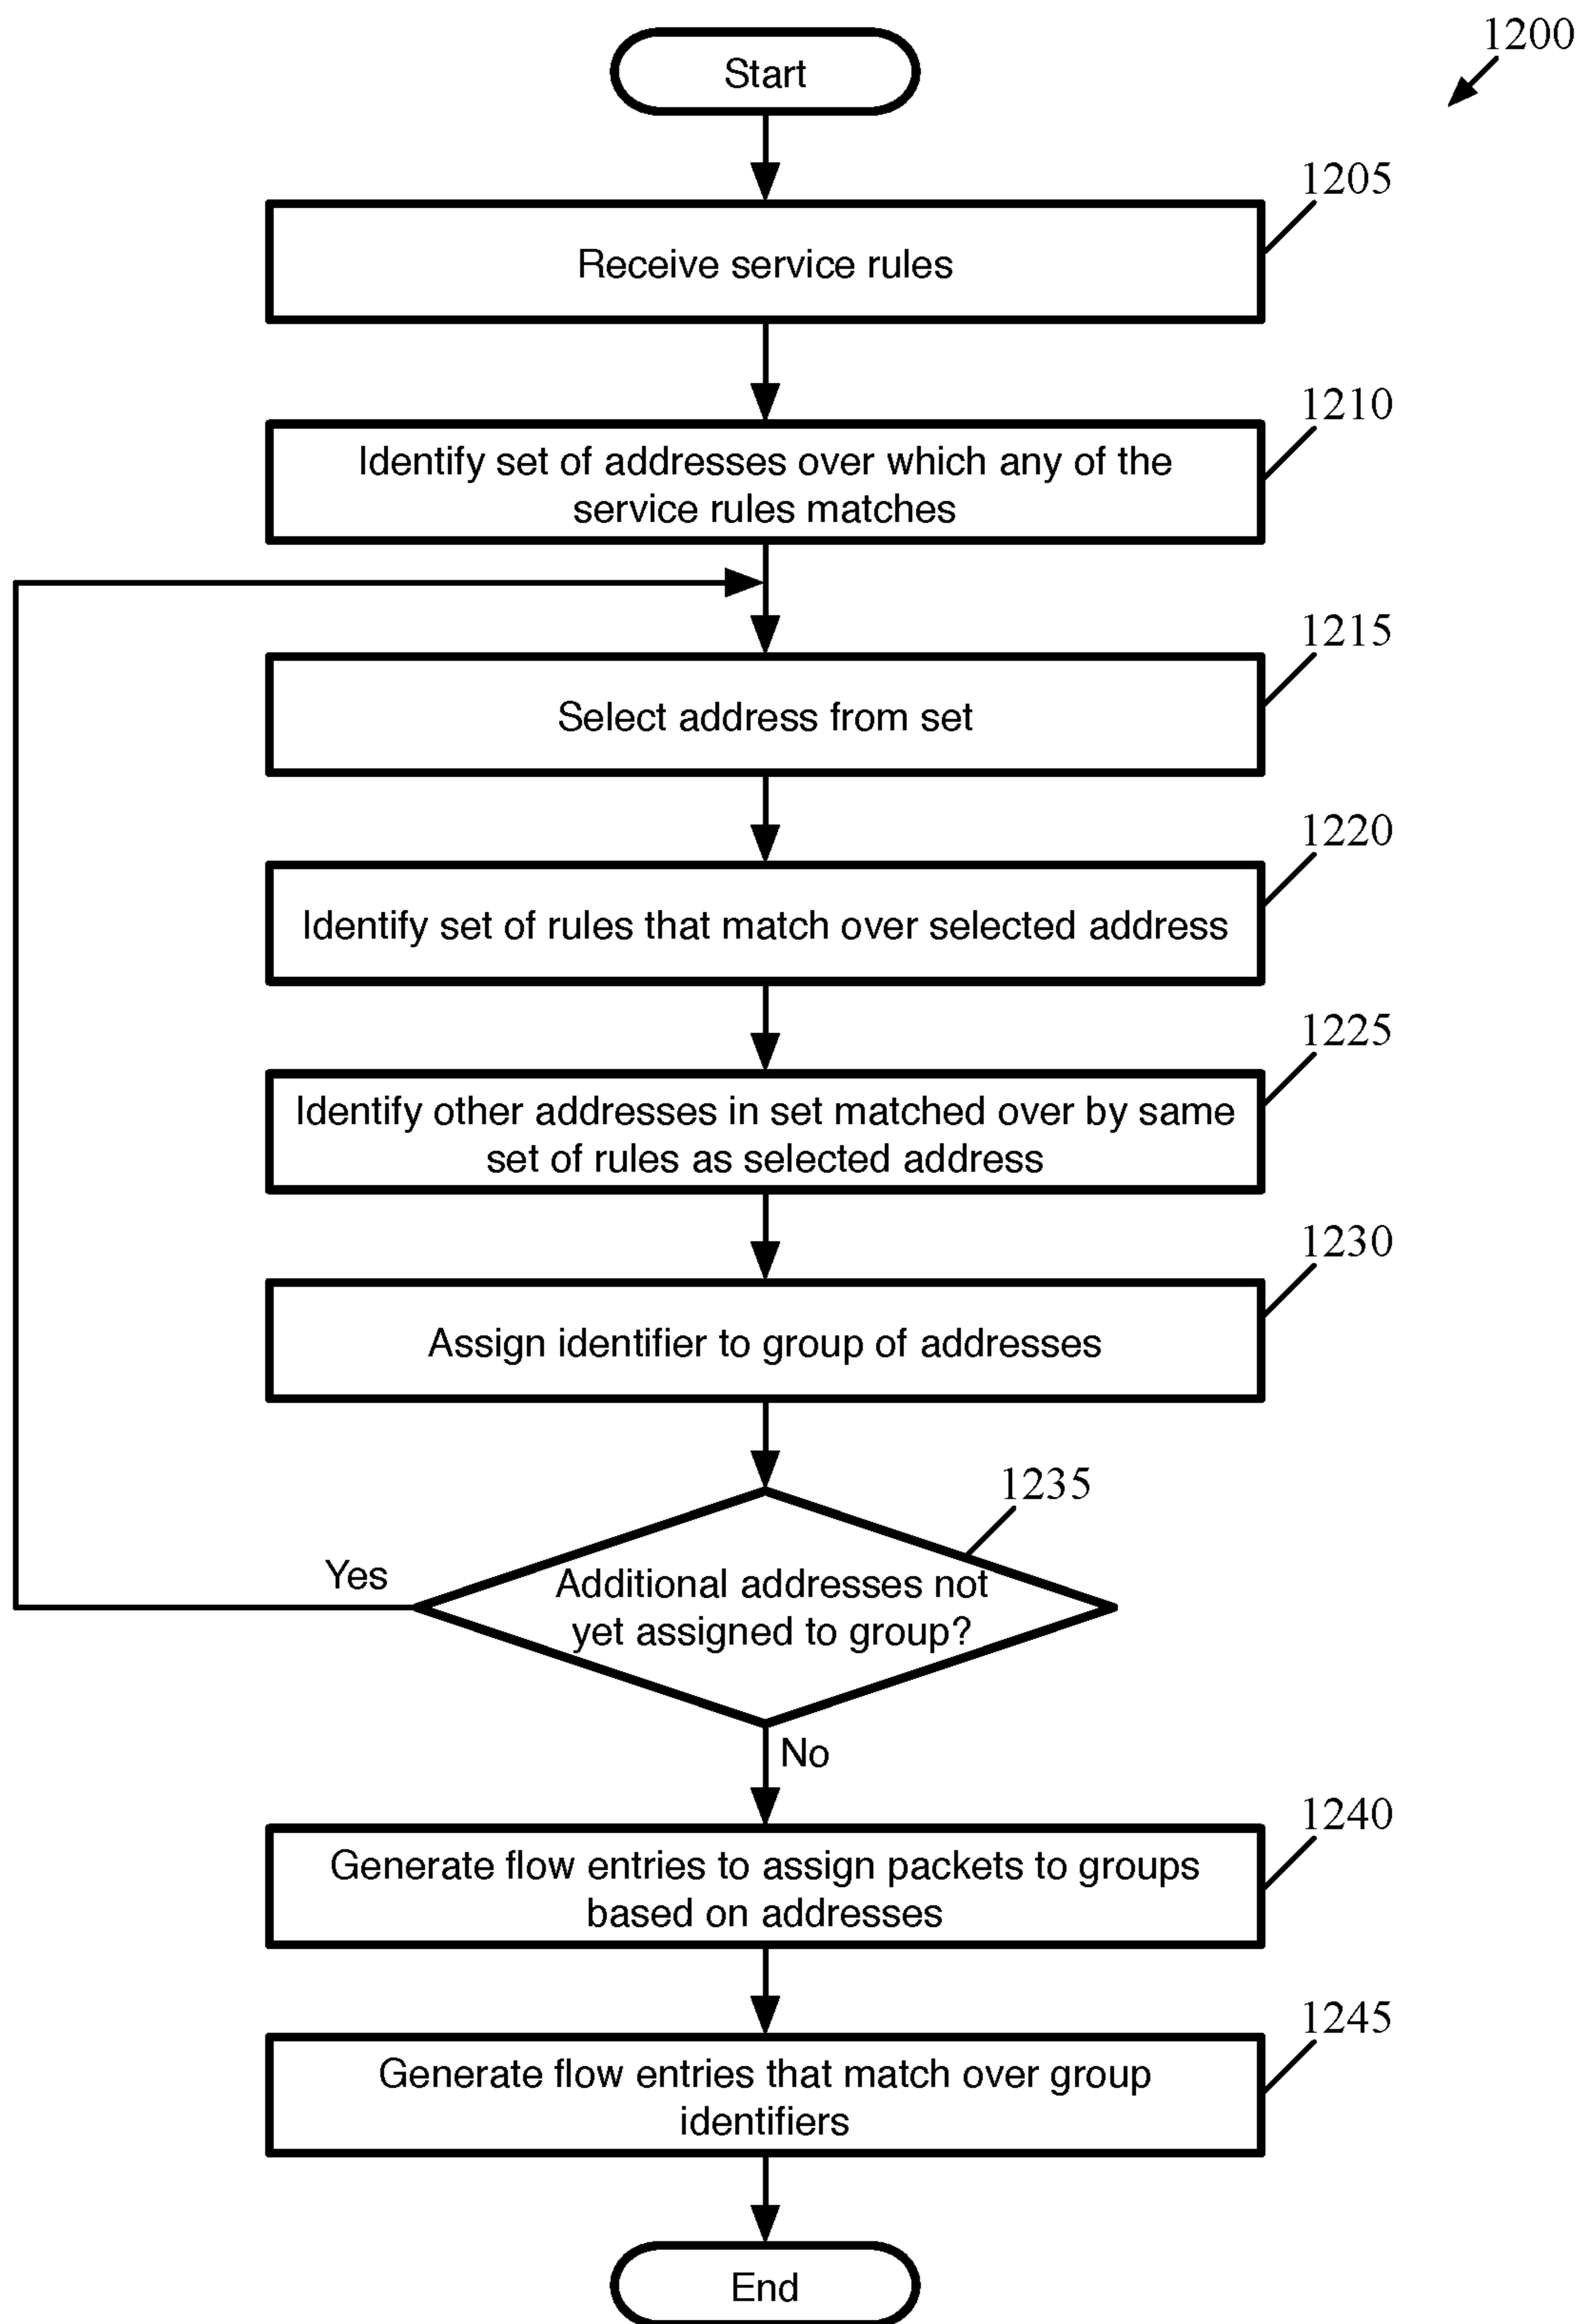 1200
Start
1205
Receive service rules
1210
Identify set of addresses over which any of the
service rules matches
1215
Select address from set
1220
Identify set of rules that match over selected address
1225
Identify other addresses in set matched over by same
set of rules as selected address
1230
Assign identifier to group of addresses
1235
Yes
Additional addresses not
yet assigned to group?
No
1240
Generate flow entries to assign packets to groups
based on addresses
1245
Generate flow entries that match over group
identifiers
End